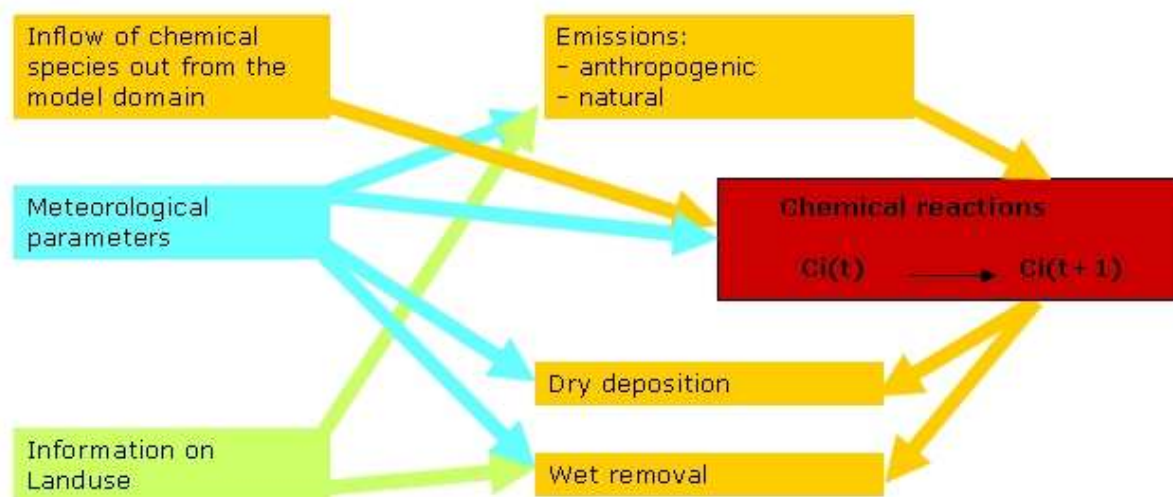 Inflow of chemical
species out from the
model domain
Emissions:
- anthropogenic
- natural
Meteorological
parameters
Chemical reactions
Ci(t) Ci(t+1)
Dry deposition
Information on
Landuse
Wet removal